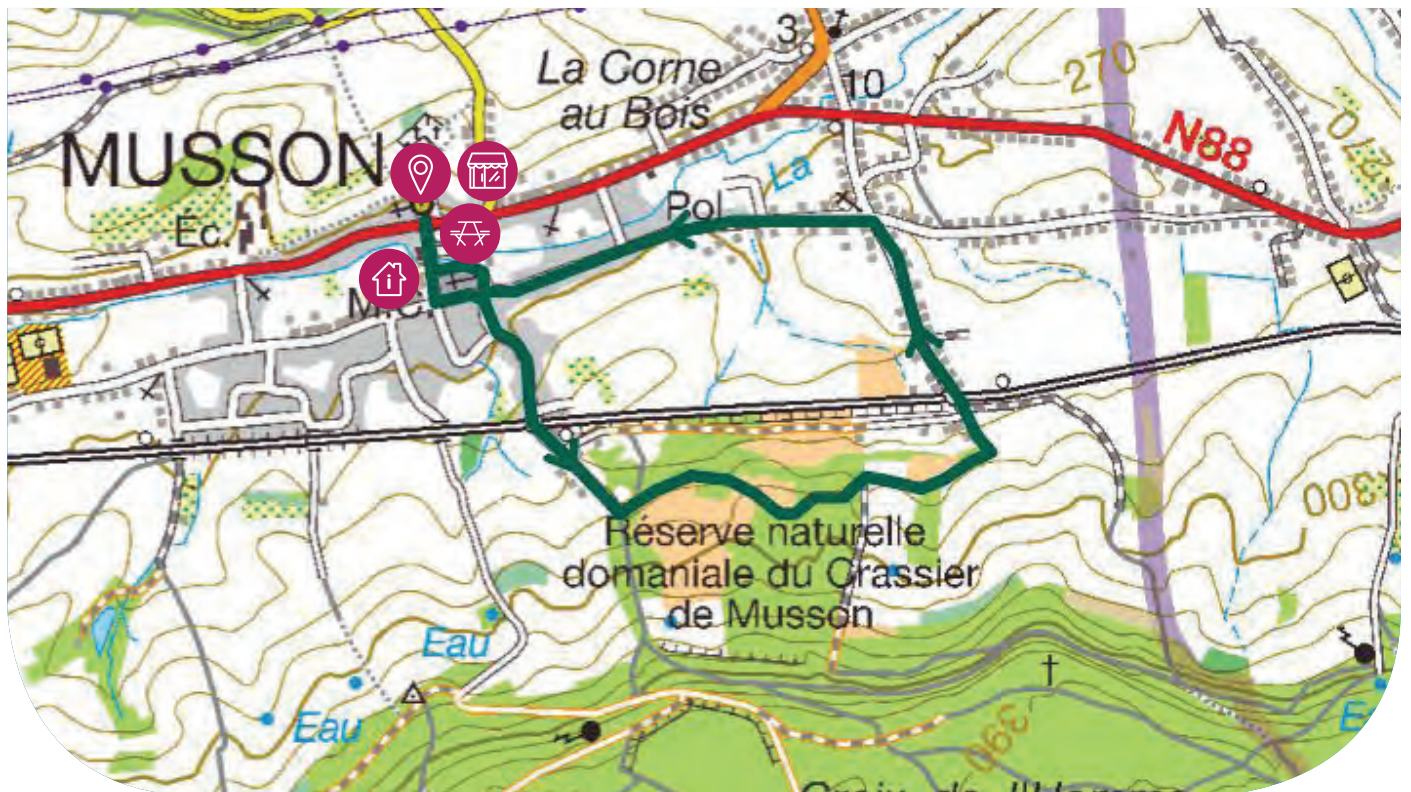 3
La Corne
au Bois
10
270
N88
270
MUSSON
La
Ec.
Pol
i
300
Réserve naturelle
domaniale du Crassier
de Musson
Eau
Eau
390